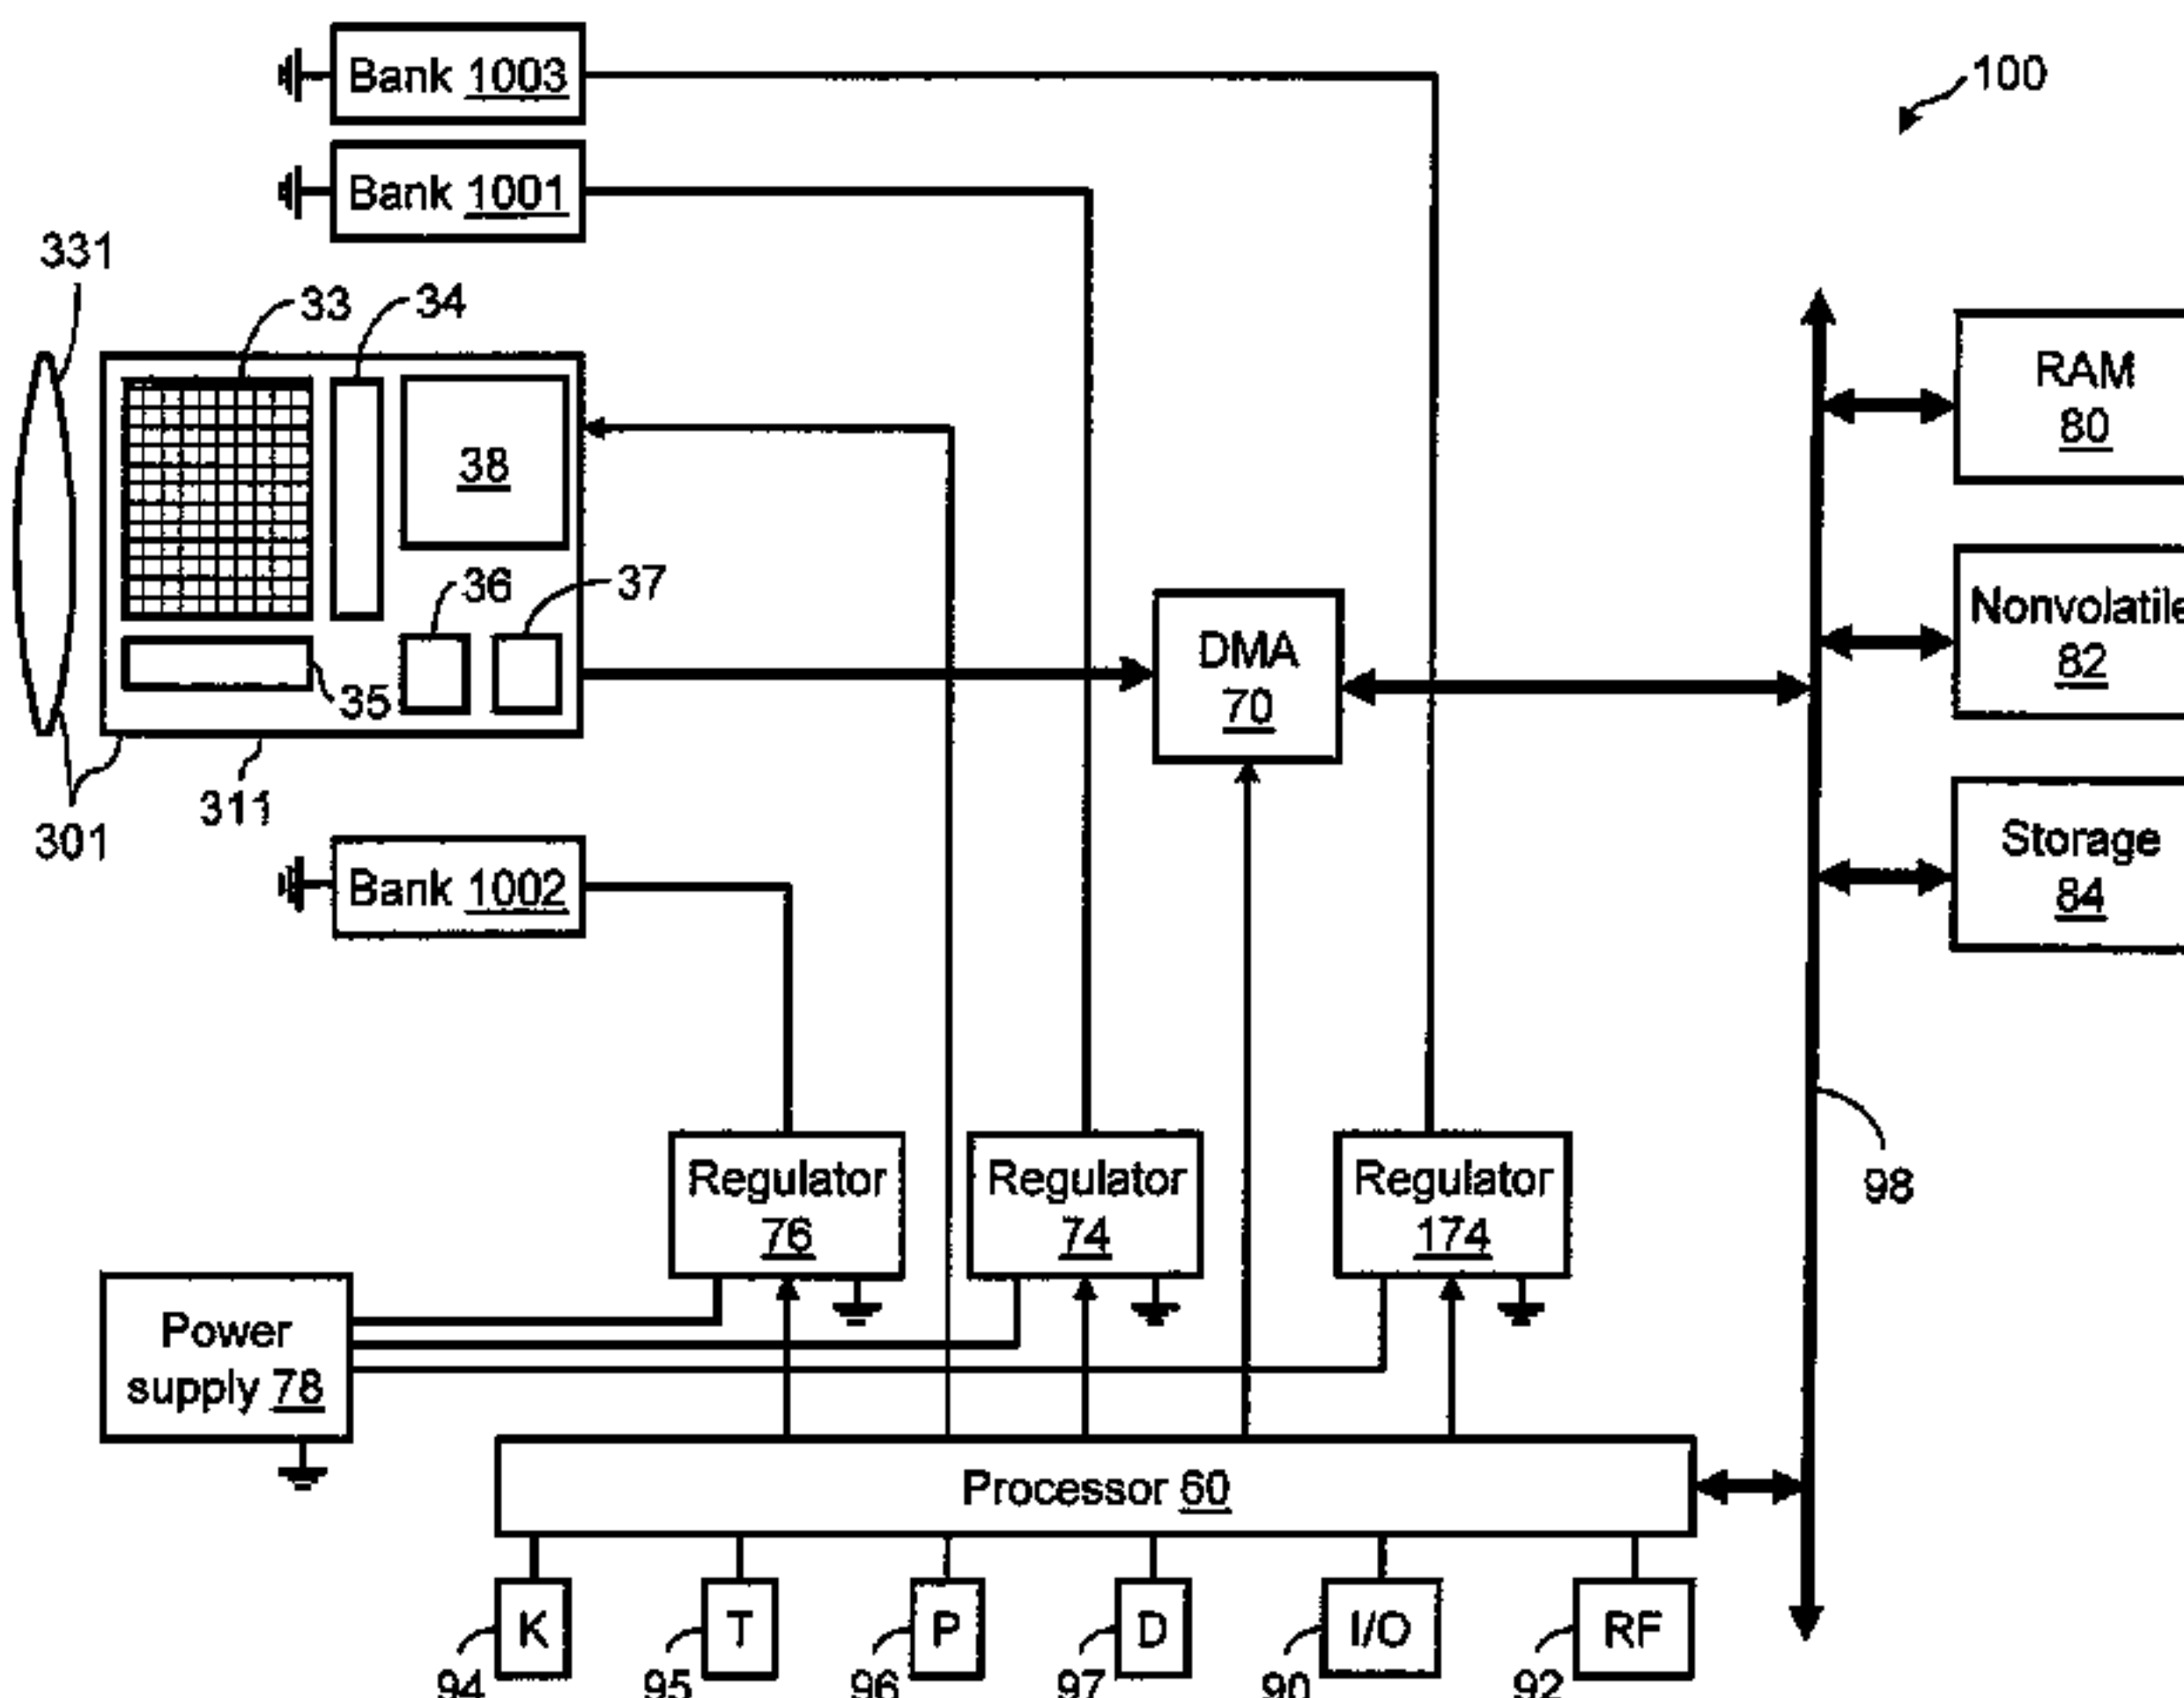 Bank 1003
100
Bank 1001
331
33
34
38
RAM
80
36
37
DMA
70
Nonvolatile
82
35
301
311
Storage
84
Bank 1002
98
Regulator
76
Regulator
74
Regulator
174
Power
supply 78
Processor 60
K
T
P
D
I/O
RF
94
95
96
97
90
92